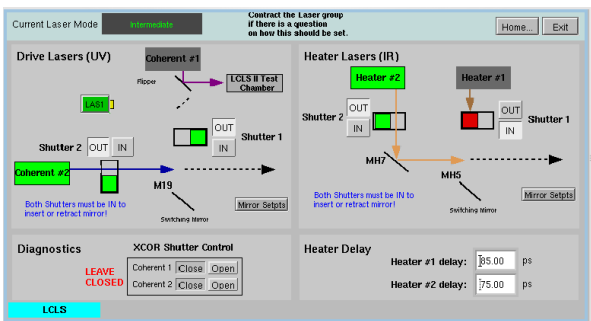 Current Laser Mode
Intermediate
Contract the Laser group
if there is a question
on how this should be set.
Home...
Exit
Drive Lasers (UV)
Coherent #1
Flipper
LCLS II Test
Chamber
LAS1
OUT
IN
Shutter 1
Shutter 2
OUT
IN
Coherent #2
M19
Both Shutters must be IN to
insert or retract mirror!
Switching Mirror
Mirror Setpts
Heater Lasers (IR)
Heater #2
Heater #1
Shutter 2
OUT
IN
OUT
IN
Shutter 1
MH7
MH5
Both Shutters must be IN to
insert or retract mirror!
Switching Mirror
Mirror Setpts
Diagnostics
XCOR Shutter Control
LEAVE
CLOSED
Coherent 1 Close Open
Coherent 2 Close Open
Heater Delay
Heater #1 delay: 85.00 ps
Heater #2 delay: 75.00 ps
LCLS